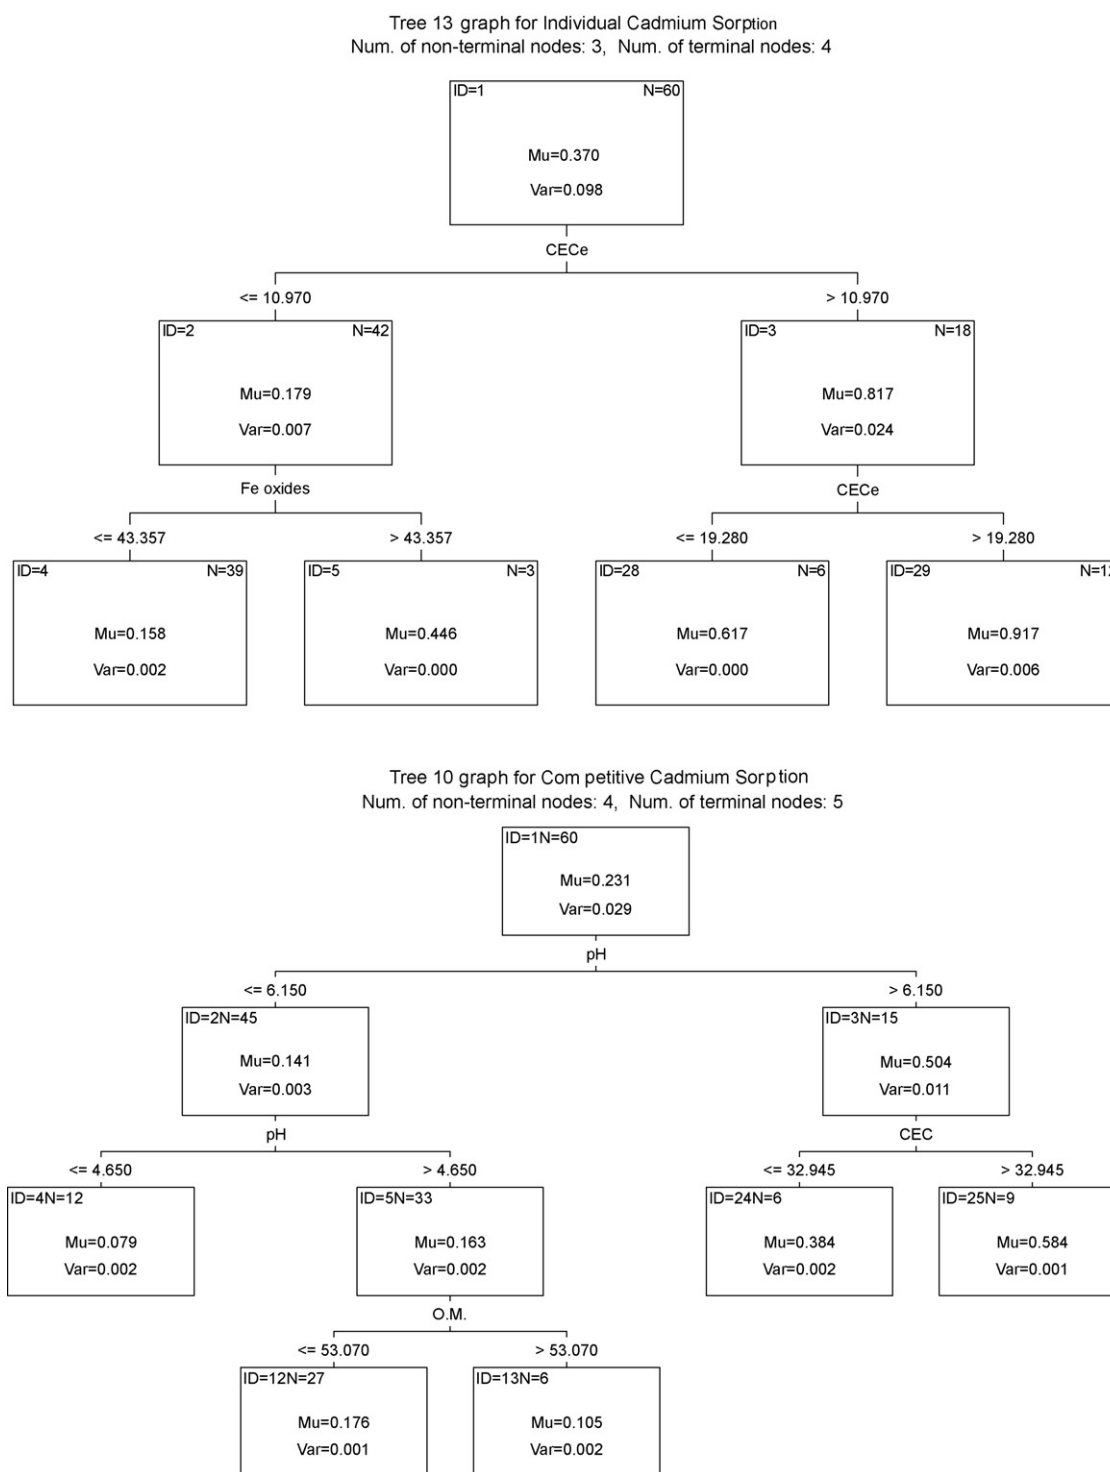 Tree 13 graph for Individual Cadmium Sorption
Num. of non-terminal nodes: 3, Num. of terminal nodes: 4
ID=1 N=60
Mu=0.370
Var=0.098
CECe
<= 10.970 > 10.970
ID=2 N=42 ID=3 N=18
Mu=0.179 Mu=0.817
Var=0.007 Var=0.024
Fe oxides CECe
<= 43.357 > 43.357 <= 19.280 > 19.280
ID=4 N=39 ID=5 N=3 ID=28 N=6 ID=29 N=12
Mu=0.158 Mu=0.446 Mu=0.617 Mu=0.917
Var=0.002 Var=0.000 Var=0.000 Var=0.006
Tree 10 graph for Com petitive Cadmium Sorption
Num. of non-terminal nodes: 4, Num. of terminal nodes: 5
ID=1N=60
Mu=0.231
Var=0.029
pH
<= 6.150 > 6.150
ID=2N=45 ID=3N=15
Mu=0.141 Mu=0.504
Var=0.003 Var=0.011
pH CEC
<= 4.650 > 4.650 <= 32.945 > 32.945
ID=4N=12 ID=5N=33 ID=24N=6 ID=25N=9
Mu=0.079 Mu=0.163 Mu=0.384 Mu=0.584
Var=0.002 Var=0.002 Var=0.002 Var=0.001
O.M.
<= 53.070 > 53.070
ID=12N=27 ID=13N=6
Mu=0.176 Mu=0.105
Var=0.001 Var=0.002